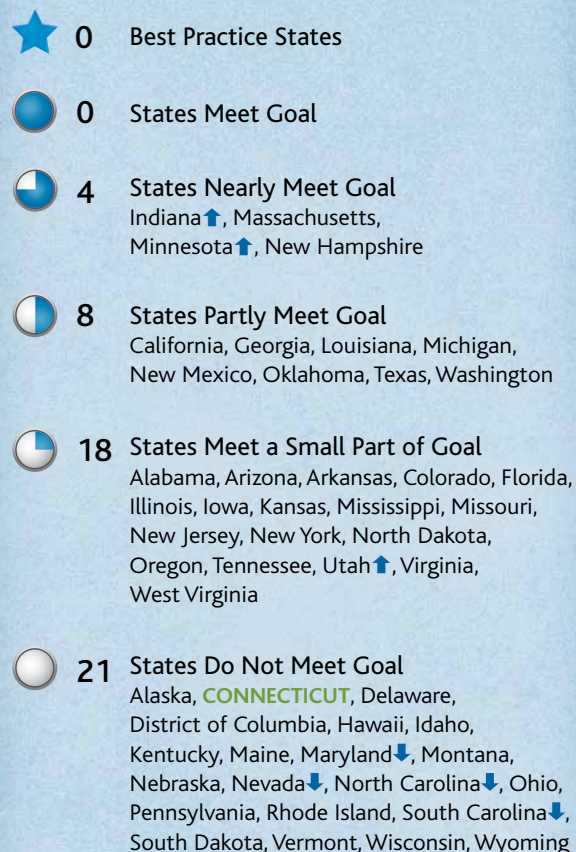 0 Best Practice States
0 States Meet Goal
4 States Nearly Meet Goal
Indiana⬆, Massachusetts,
Minnesota⬆, New Hampshire
8 States Partly Meet Goal
California, Georgia, Louisiana, Michigan,
New Mexico, Oklahoma, Texas, Washington
18 States Meet a Small Part of Goal
Alabama, Arizona, Arkansas, Colorado, Florida,
Illinois, Iowa, Kansas, Mississippi, Missouri,
New Jersey, New York, North Dakota,
Oregon, Tennessee, Utah⬆, Virginia,
West Virginia
21 States Do Not Meet Goal
Alaska, CONNECTICUT, Delaware,
District of Columbia, Hawaii, Idaho,
Kentucky, Maine, Maryland⬇, Montana,
Nebraska, Nevada⬇, North Carolina⬇, Ohio,
Pennsylvania, Rhode Island, South Carolina⬇,
South Dakota, Vermont, Wisconsin, Wyoming